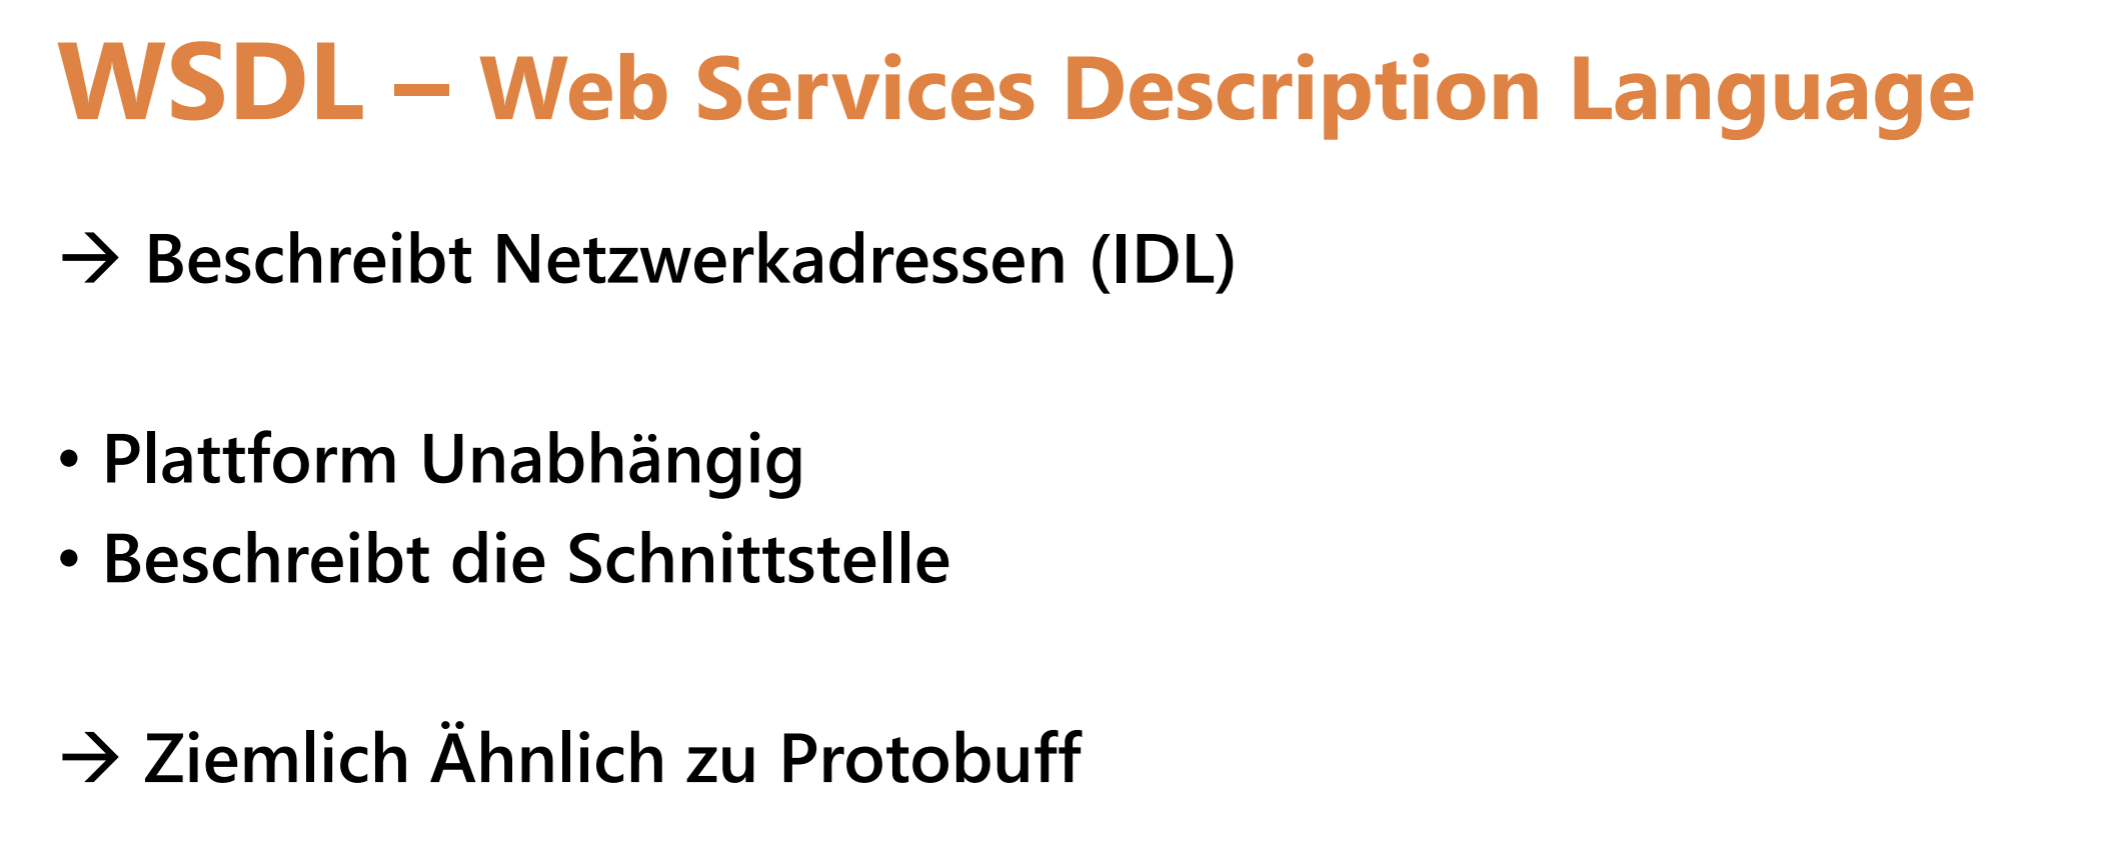 WSDL – Web Services Description Language
→ Beschreibt Netzwerkadressen (IDL)
• Plattform Unabhängig
• Beschreibt die Schnittstelle
→ Ziemlich Ähnlich zu Protobuff